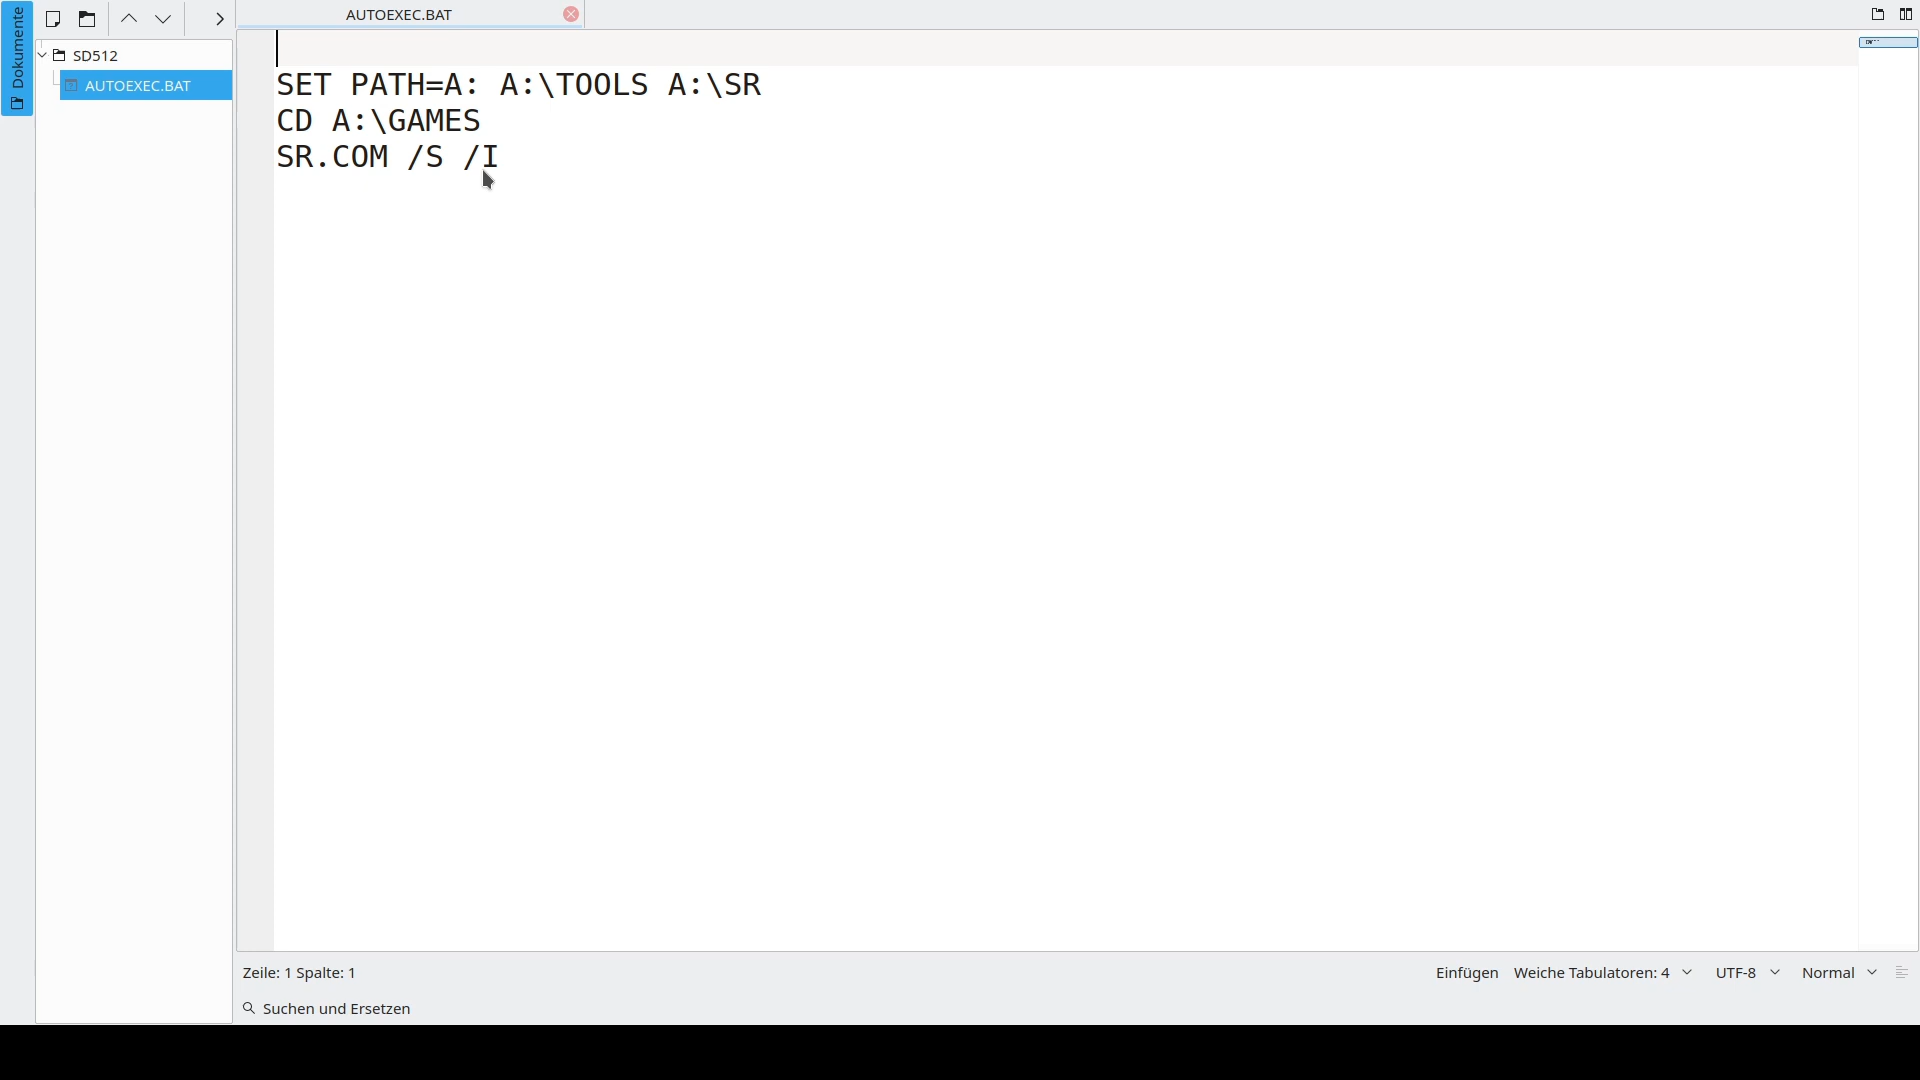 Dokumente
SD512
AUTOEXEC.BAT
AUTOEXEC.BAT
SET PATH=A: A:\TOOLS A:\SR
CD A:\GAMES
SR.COM /S /I
Zeile: 1 Spalte: 1
Einfügen Weiche Tabulatoren: 4 UTF-8 Normal
Suchen und Ersetzen